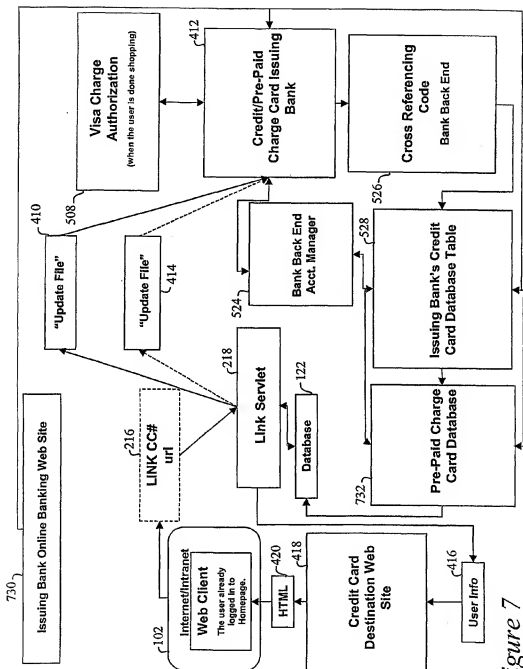 730
Issuing Bank Online Banking Web Site
102
Internet/Intranet
Web Client
The user already
logged in to
Homepage.
216
LINK CC#
url
410
"Update File"
"Update File"
414
508
Visa Charge
Authorization
(when the user is done shopping)
420
HTML
218
Link Servlet
122
Database
524
Bank Back End
Acct. Manager
412
Credit/Pre-Paid
Charge Card Issuing
Bank
418
Credit Card
Destination Web
Site
416
User Info
732
Pre-Paid Charge
Card Database
528
Issuing Bank's Credit
Card Database Table
526
Cross Referencing
Code
Bank Back End
Figure 7